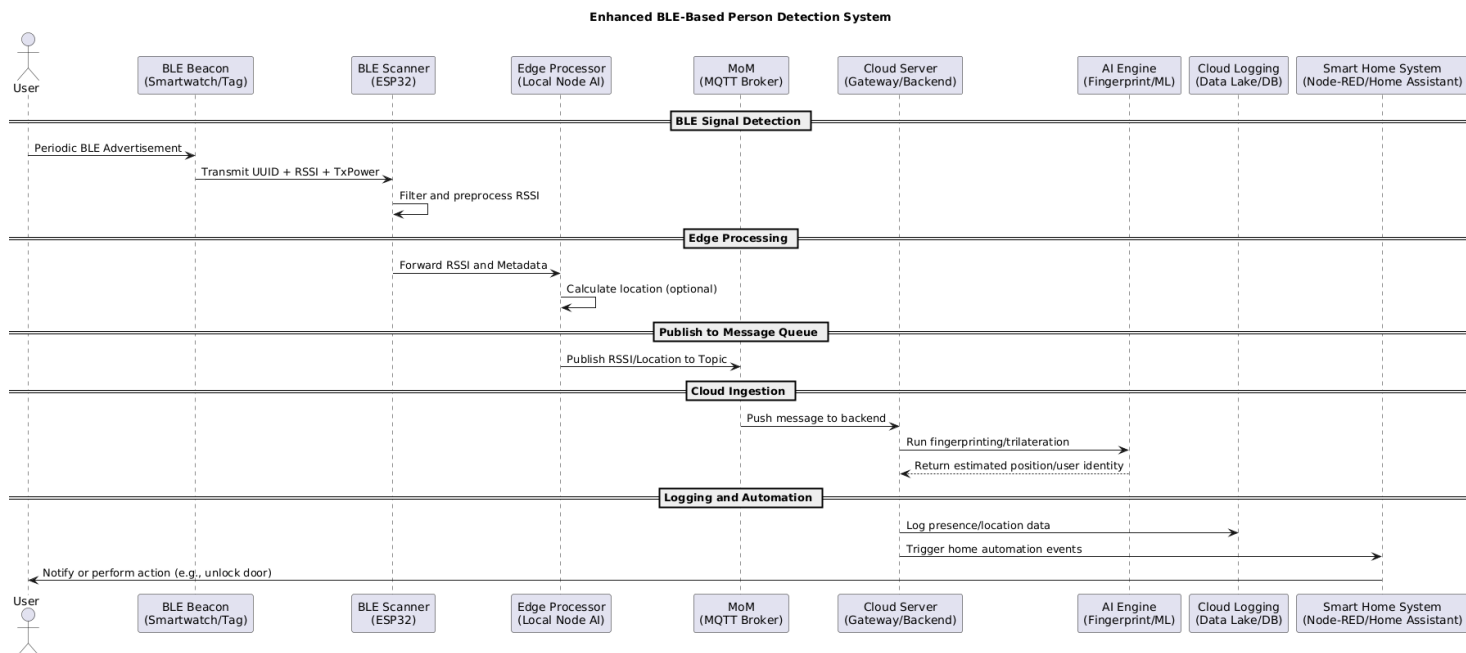 Enhanced BLE-Based Person Detection System
User
BLE Beacon
(Smartwatch/Tag)
BLE Scanner
(ESP32)
Edge Processor
(Local Node AI)
MoM
(MQTT Broker)
Cloud Server
(Gateway/Backend)
AI Engine
(Fingerprint/ML)
Cloud Logging
(Data Lake/DB)
Smart Home System
(Node-RED/Home Assistant)
BLE Signal Detection
Periodic BLE Advertisement
Transmit UUID + RSSI + TxPower
Filter and preprocess RSSI
Edge Processing
Forward RSSI and Metadata
Calculate location (optional)
Publish to Message Queue
Publish RSSI/Location to Topic
Cloud Ingestion
Push message to backend
Run fingerprinting/trilateration
Return estimated position/user identity
Logging and Automation
Log presence/location data
Trigger home automation events
Notify or perform action (e.g., unlock door)
User
BLE Beacon
(Smartwatch/Tag)
BLE Scanner
(ESP32)
Edge Processor
(Local Node AI)
MoM
(MQTT Broker)
Cloud Server
(Gateway/Backend)
AI Engine
(Fingerprint/ML)
Cloud Logging
(Data Lake/DB)
Smart Home System
(Node-RED/Home Assistant)